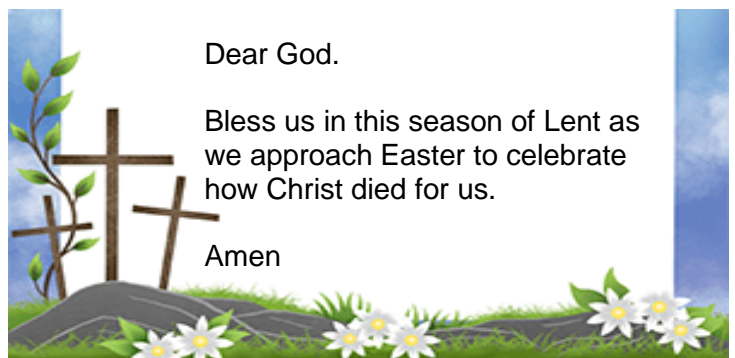 Dear God.
Bless us in this season of Lent as
we approach Easter to celebrate
how Christ died for us.
Amen